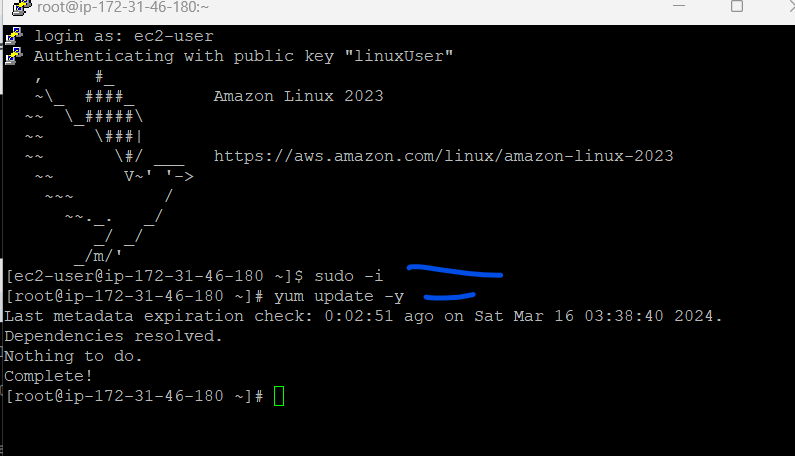 root@ip-172-31-46-180:~
login as: ec2-user
Authenticating with public key "linuxUser"
   ,     #_
   ~\_  ####_        Amazon Linux 2023
  ~~  \_#####\
  ~~     \###|
  ~~       \#/ ___   https://aws.amazon.com/linux/amazon-linux-2023
   ~~       V~' '->
    ~~~         /
      ~~._.   _/
         _/ _/
       _/m/'
[ec2-user@ip-172-31-46-180 ~]$ sudo -i
[root@ip-172-31-46-180 ~]# yum update -y
Last metadata expiration check: 0:02:51 ago on Sat Mar 16 03:38:40 2024.
Dependencies resolved.
Nothing to do.
Complete!
[root@ip-172-31-46-180 ~]#